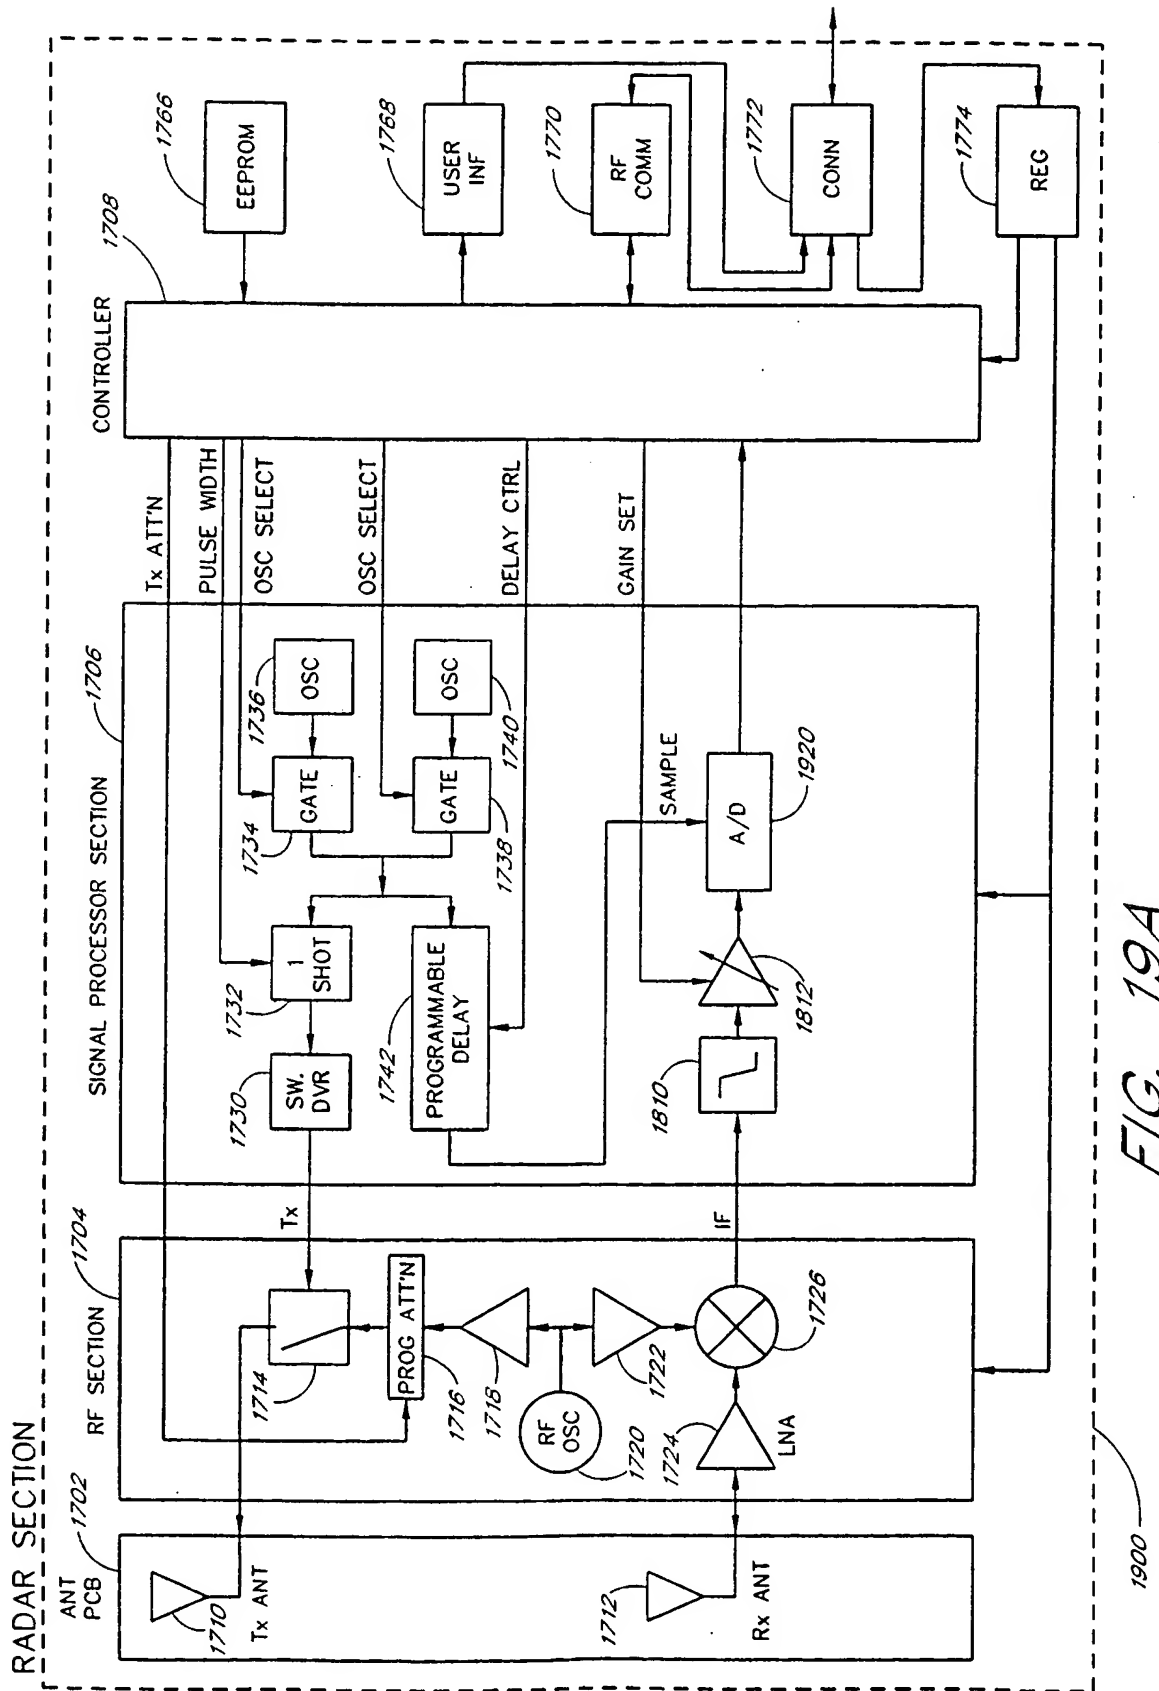 RADAR SECTION
ANT
PCB
1702
1710
Tx ANT
1712
Rx ANT
RF SECTION
1704
1714
PROG ATT'N
1716
1718
RF
OSC
1720
1722
1724
LNA
1726
Tx
IF
SIGNAL PROCESSOR SECTION
1706
SW.
DVR
1730
1
SHOT
1732
GATE
1734
OSC
1736
GATE
1738
OSC
1740
PROGRAMMABLE
DELAY
1742
1810
1812
SAMPLE
A/D
1920
Tx ATT'N
PULSE WIDTH
OSC SELECT
OSC SELECT
DELAY CTRL
GAIN SET
CONTROLLER
1708
EEPROM
1766
USER
INF
1768
RF
COMM
1770
CONN
1772
REG
1774
1900
FIG. 19A